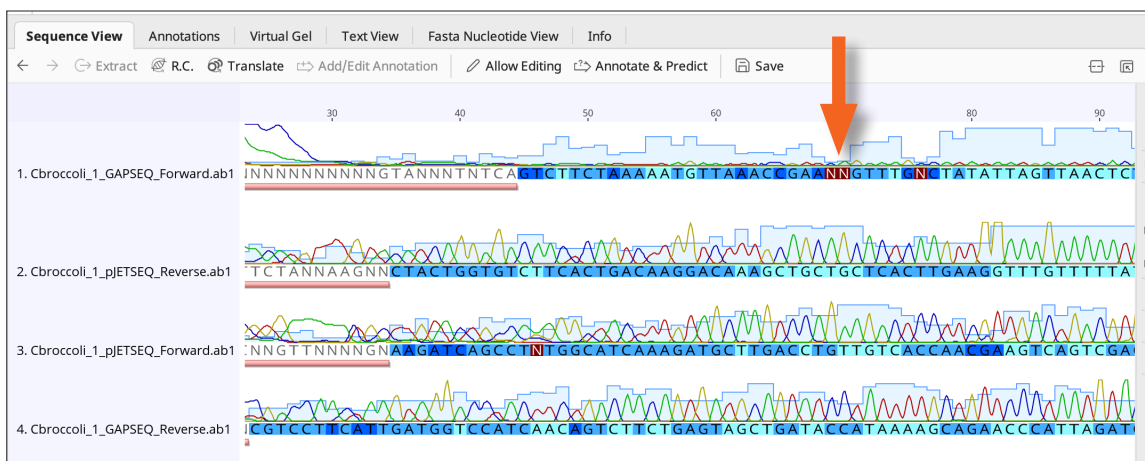 Sequence View Annotations Virtual Gel Text View Fasta Nucleotide View Info
Extract R.C. Translate Add/Edit Annotation Allow Editing Annotate & Predict Save
30 40 50 60 80 90
1. Cbroccoli_1_GAPSEQ_Forward.ab1 NNNNNNNNNNGTANNNTNTCAGTCTTCTAAAAATGTTAAACCGAANNGTTTGNCTATATTAGTTAACTC
2. Cbroccoli_1_pJETSEQ_Reverse.ab1 TCTANNAAGNNCTACTGGTGTCTTCACTGACAAGGACAAAGCTGCTGCTCACTTGAAGGTTTGTTTTTA
3. Cbroccoli_1_pJETSEQ_Forward.ab1 NNGTTNNNNGNAAGATCAGCCTNTGGCATCAAAGATGCTTGACCTGTTGTCACCAACGAAGTCAGTCGA
4. Cbroccoli_1_GAPSEQ_Reverse.ab1 CGTCCTTCATTGATGGTCCATCAACAGTCTTCTGAGTAGCTGATACCATAAAAGCAGAACCCATTAGAT